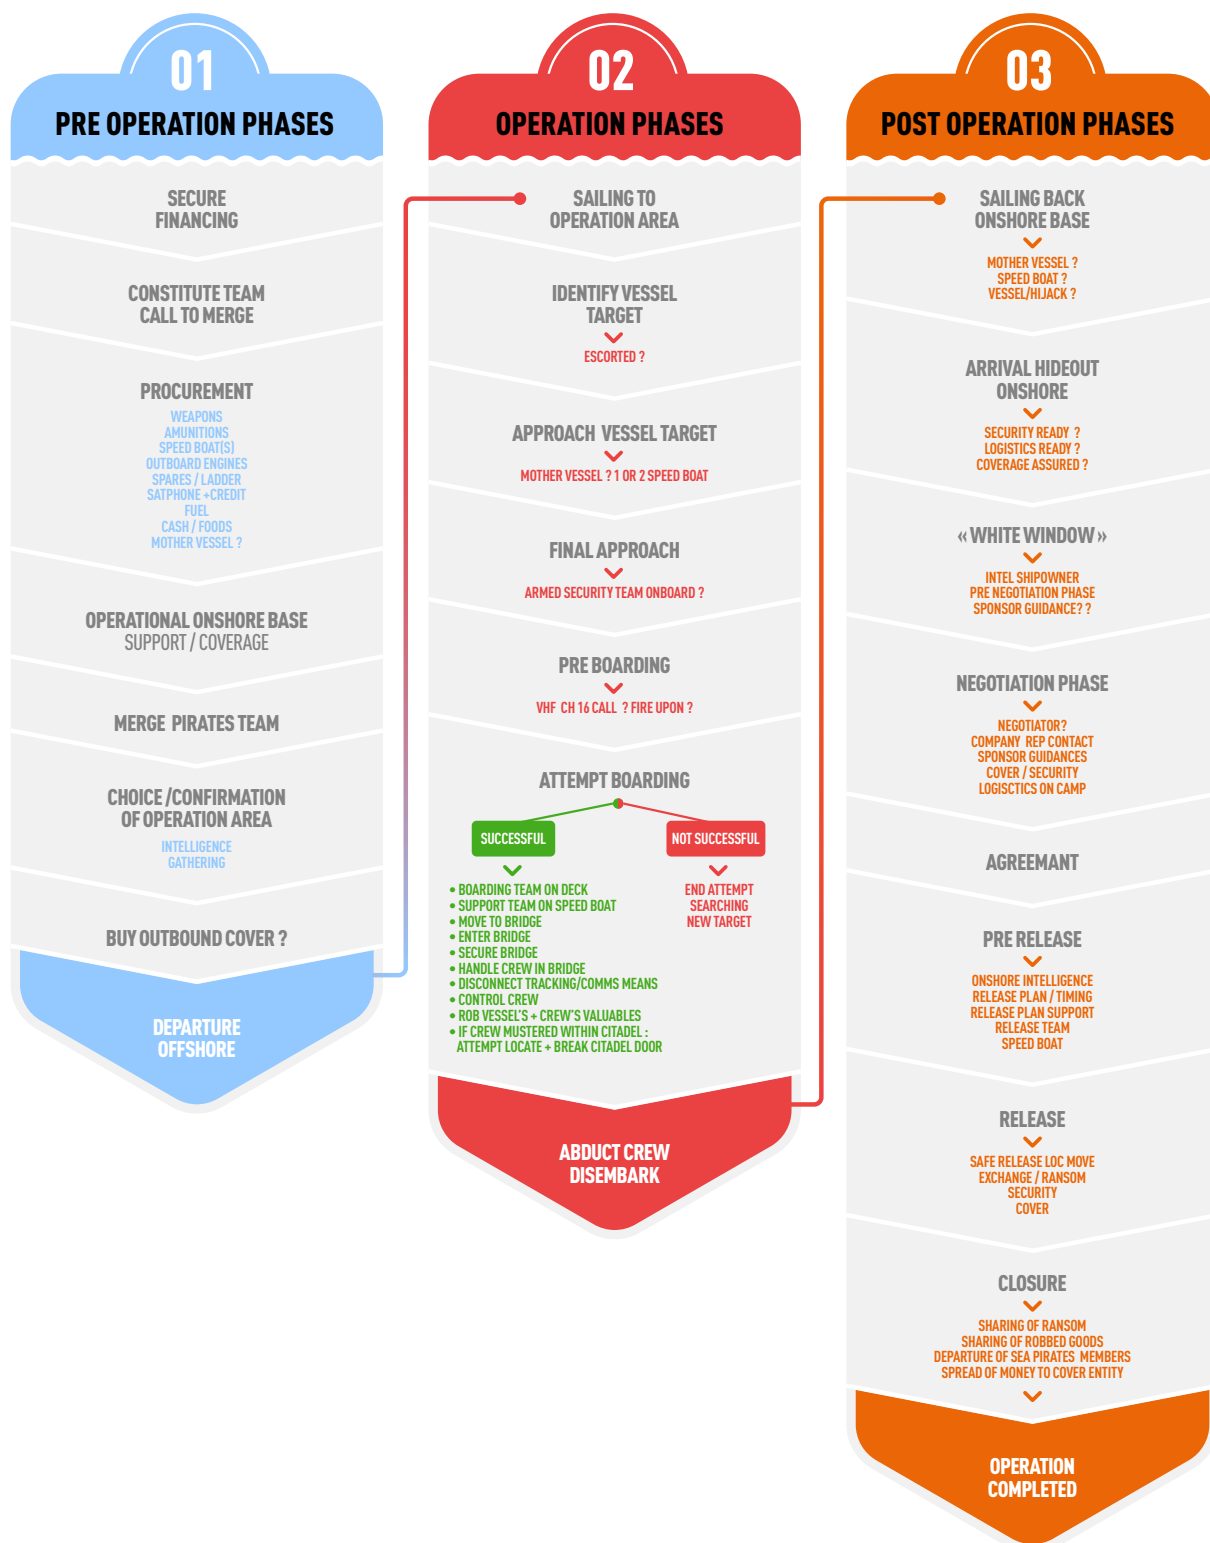 01
PRE OPERATION PHASES
SECURE
FINANCING
CONSTITUTE TEAM
CALL TO MERGE
PROCUREMENT
WEAPONS
AMUNITIONS
SPEED BOAT(S)
OUTBOARD ENGINES
SPARES / LADDER
SATPHONE +CREDIT
FUEL
CASH / FOODS
MOTHER VESSEL ?
OPERATIONAL ONSHORE BASE
SUPPORT / COVERAGE
MERGE PIRATES TEAM
CHOICE /CONFIRMATION
OF OPERATION AREA
INTELLIGENCE
GATHERING
BUY OUTBOUND COVER ?
DEPARTURE
OFFSHORE
02
OPERATION PHASES
SAILING TO
OPERATION AREA
IDENTIFY VESSEL
TARGET
ESCORTED ?
APPROACH VESSEL TARGET
MOTHER VESSEL ? 1 OR 2 SPEED BOAT
FINAL APPROACH
ARMED SECURITY TEAM ONBOARD ?
PRE BOARDING
VHF CH 16 CALL ? FIRE UPON ?
ATTEMPT BOARDING
SUCCESSFUL
• BOARDING TEAM ON DECK
• SUPPORT TEAM ON SPEED BOAT
• MOVE TO BRIDGE
• ENTER BRIDGE
• SECURE BRIDGE
• HANDLE CREW IN BRIDGE
• DISCONNECT TRACKING/COMMS MEANS
• CONTROL CREW
• ROB VESSEL'S + CREW'S VALUABLES
• IF CREW MUSTERED WITHIN CITADEL :
ATTEMPT LOCATE + BREAK CITADEL DOOR
NOT SUCCESSFUL
END ATTEMPT
SEARCHING
NEW TARGET
ABDUCT CREW
DISEMBARK
03
POST OPERATION PHASES
SAILING BACK
ONSHORE BASE
MOTHER VESSEL ?
SPEED BOAT ?
VESSEL/HIJACK ?
ARRIVAL HIDEOUT
ONSHORE
SECURITY READY ?
LOGISTICS READY ?
COVERAGE ASSURED ?
« WHITE WINDOW »
INTEL SHIPOWNER
PRE NEGOTIATION PHASE
SPONSOR GUIDANCE? ?
NEGOTIATION PHASE
NEGOTIATOR?
COMPANY REP CONTACT
SPONSOR GUIDANCES
COVER / SECURITY
LOGISCTICS ON CAMP
AGREEMANT
PRE RELEASE
ONSHORE INTELLIGENCE
RELEASE PLAN / TIMING
RELEASE PLAN SUPPORT
RELEASE TEAM
SPEED BOAT
RELEASE
SAFE RELEASE LOC MOVE
EXCHANGE / RANSOM
SECURITY
COVER
CLOSURE
SHARING OF RANSOM
SHARING OF ROBBED GOODS
DEPARTURE OF SEA PIRATES MEMBERS
SPREAD OF MONEY TO COVER ENTITY
OPERATION
COMPLETED